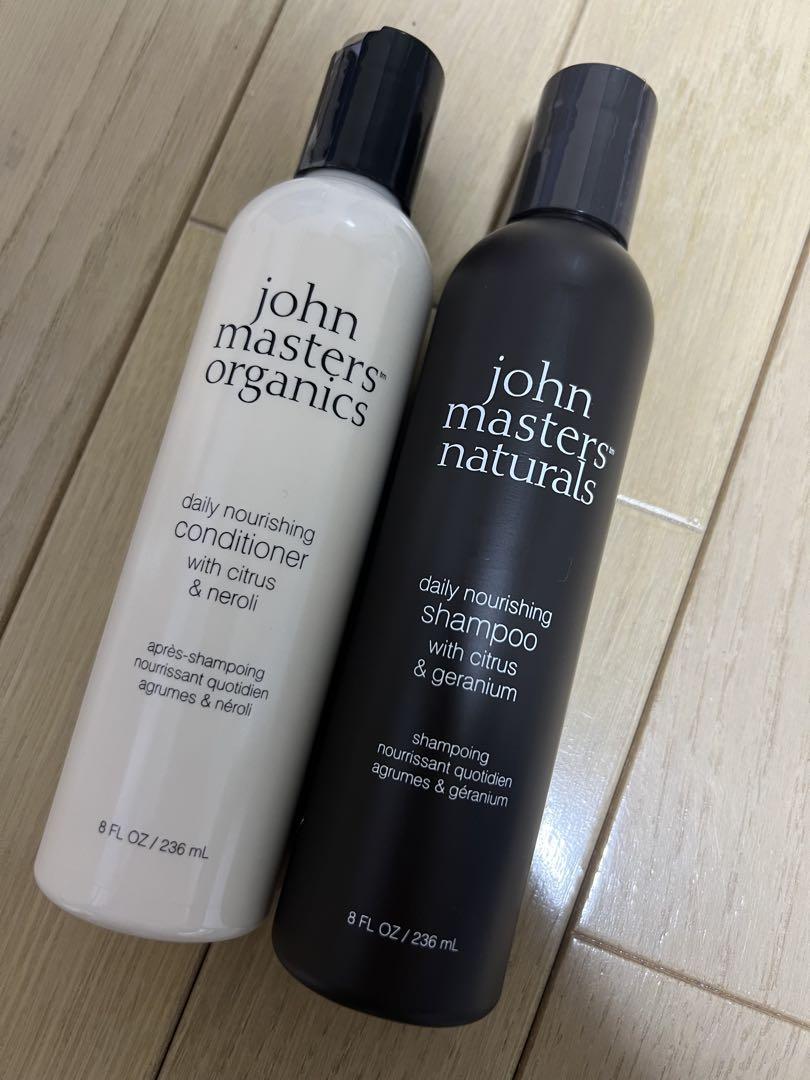 john
masters™
organics
daily nourishing
conditioner
with citrus
& neroli
après-shampoing
nourrissant quotidien
agrumes & néroli
8 FL OZ / 236 mL
john
masters™
naturals
daily nourishing
shampoo
with citrus
& geranium
shampoing
nourrissant quotidien
agrumes & géranium
8 FL OZ / 236 mL